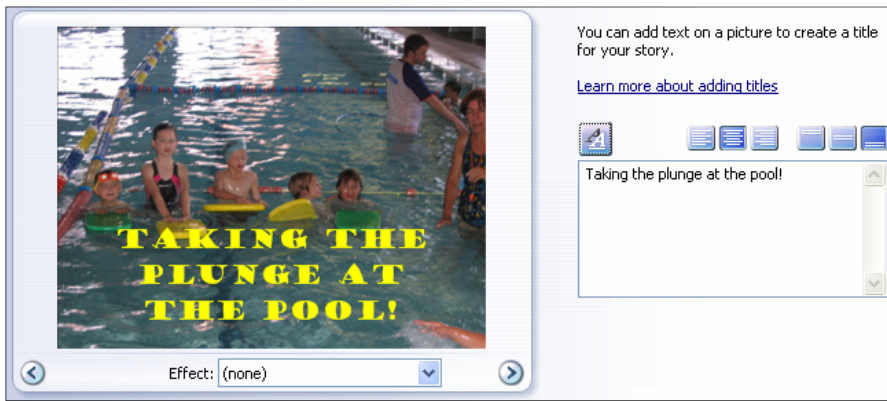 You can add text on a picture to create a title
for your story.
Learn more about adding titles
A
Taking the plunge at the pool!
TAKING THE
PLUNGE AT
THE POOL!
Effect: (none)